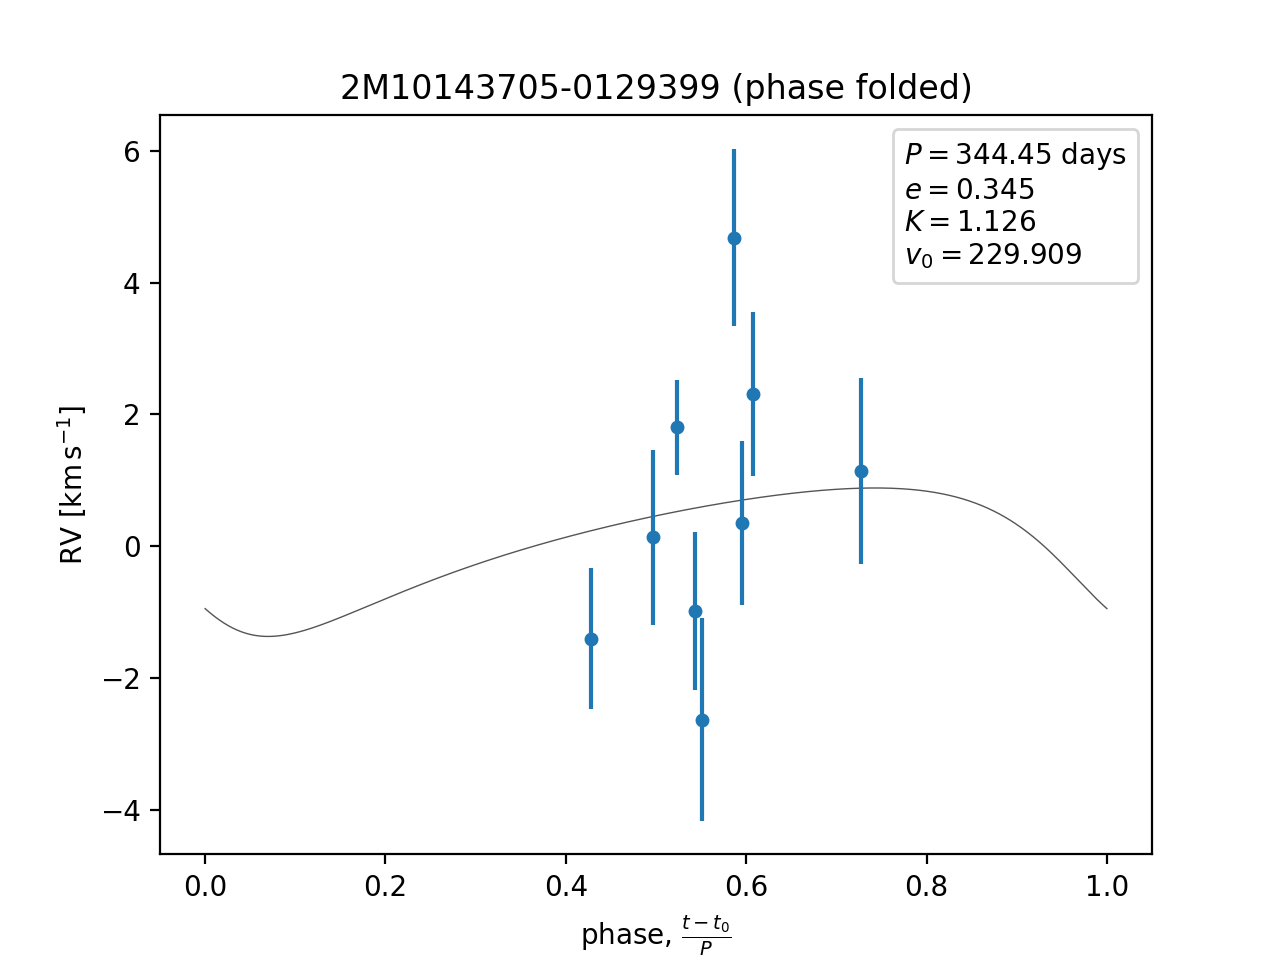 2M10143705-0129399 (phase folded)
P = 344.45 days
e = 0.345
K = 1.126
v₀ = 229.909
RV [km s⁻¹]
6
4
2
0
−2
−4
0.0 0.2 0.4 0.6 0.8 1.0
phase, (t − t₀)/P